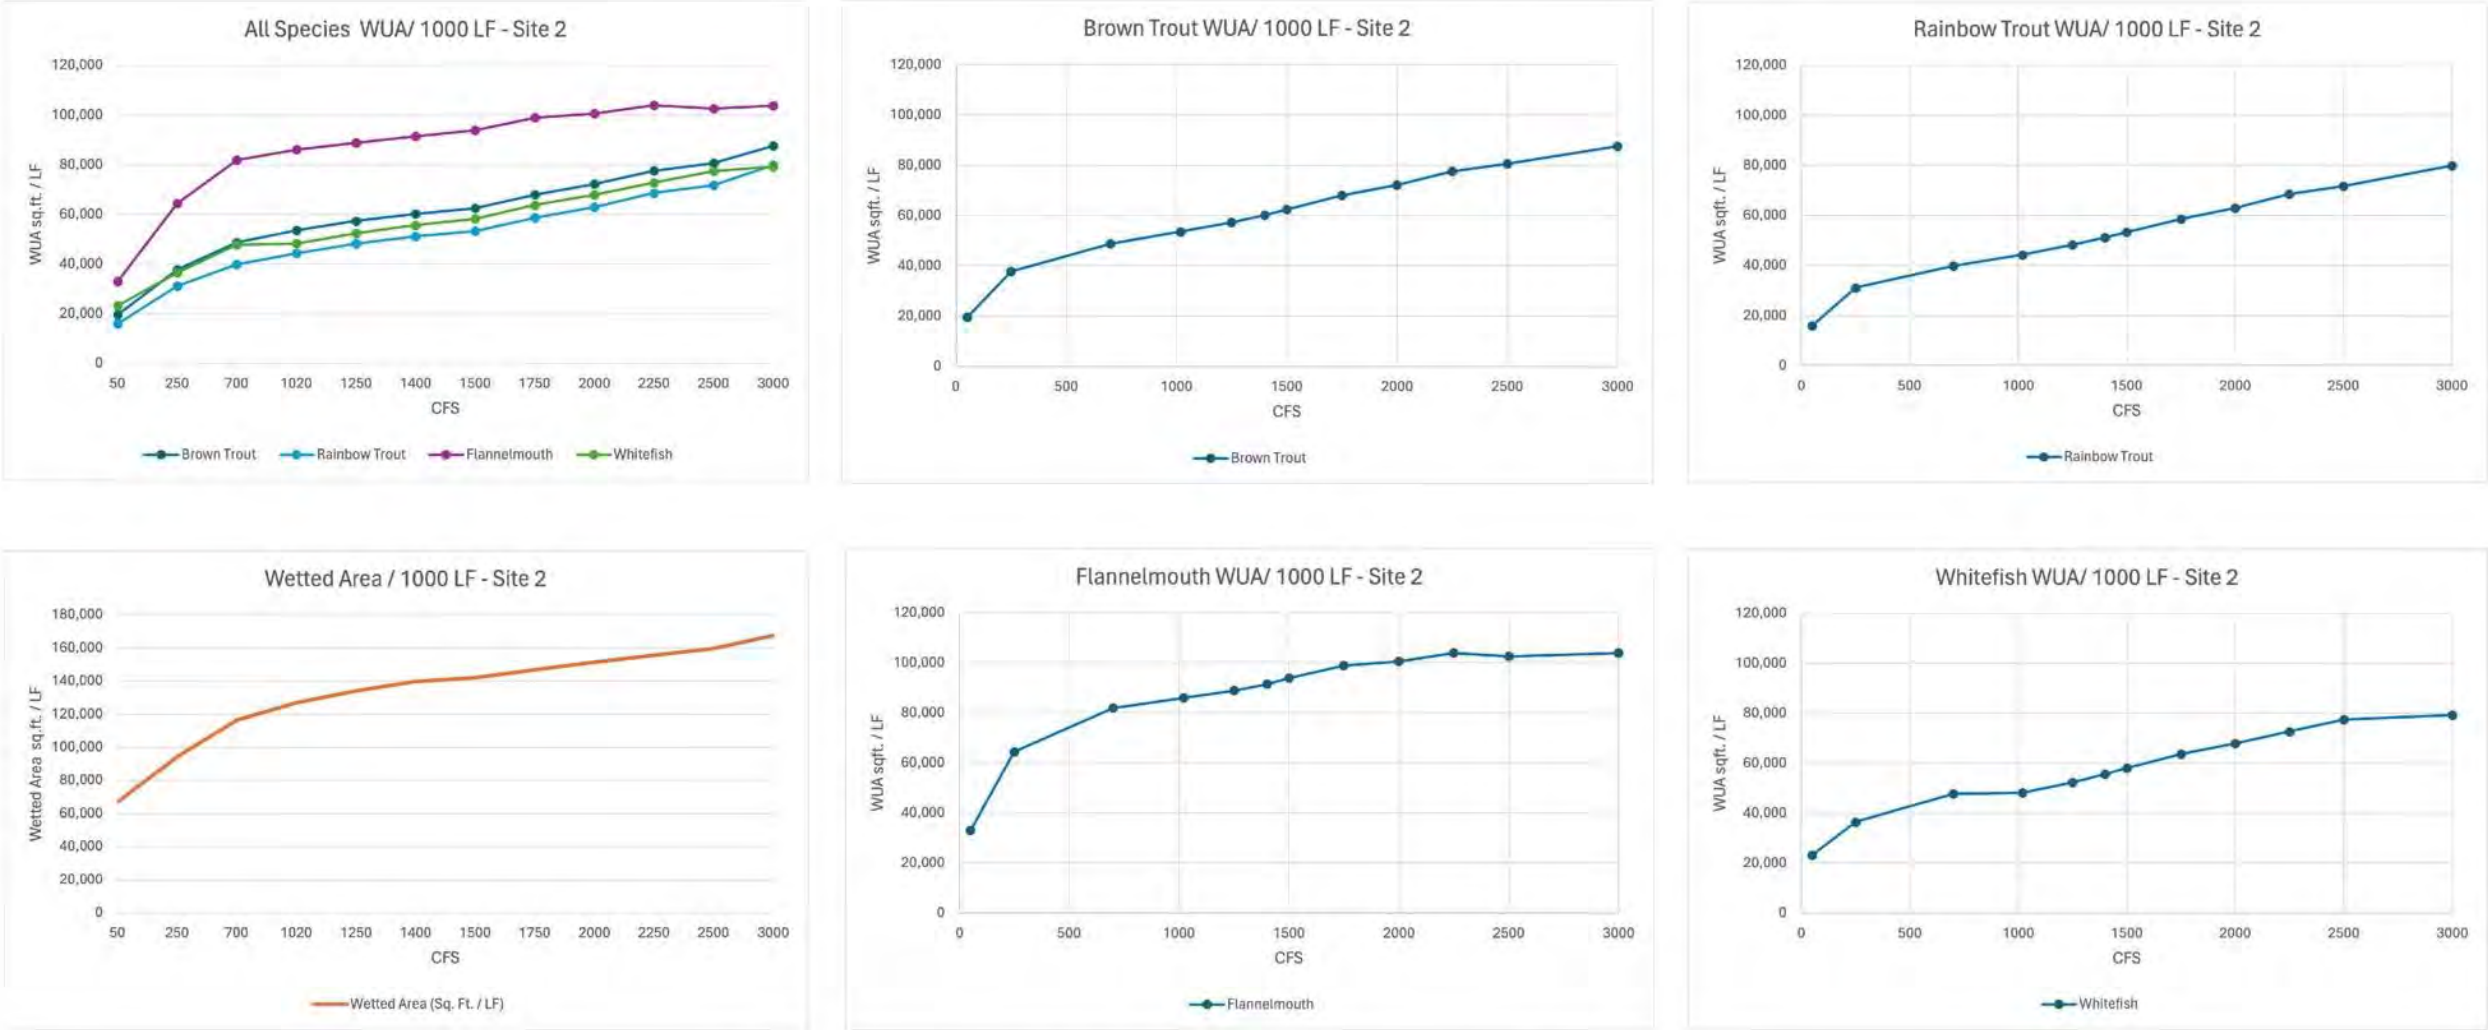 All Species WUA/ 1000 LF - Site 2
120,000
100,000
80,000
60,000
40,000
20,000
0
WUA sq.ft. / LF
50 250 700 1020 1250 1400 1500 1750 2000 2250 2500 3000
CFS
Brown Trout Rainbow Trout Flannelmouth Whitefish
Brown Trout WUA/ 1000 LF - Site 2
120,000
100,000
80,000
60,000
40,000
20,000
0
WUA sqft. / LF
0 500 1000 1500 2000 2500 3000
CFS
Brown Trout
Rainbow Trout WUA/ 1000 LF - Site 2
120,000
100,000
80,000
60,000
40,000
20,000
0
WUA sqft. / LF
0 500 1000 1500 2000 2500 3000
CFS
Rainbow Trout
Wetted Area / 1000 LF - Site 2
180,000
160,000
140,000
120,000
100,000
80,000
60,000
40,000
20,000
0
Wetted Area sq.ft. / LF
50 250 700 1020 1250 1400 1500 1750 2000 2250 2500 3000
CFS
Wetted Area (Sq. Ft. / LF)
Flannelmouth WUA/ 1000 LF - Site 2
120,000
100,000
80,000
60,000
40,000
20,000
0
WUA sqft. / LF
0 500 1000 1500 2000 2500 3000
CFS
Flannelmouth
Whitefish WUA/ 1000 LF - Site 2
120,000
100,000
80,000
60,000
40,000
20,000
0
WUA sqft. / LF
0 500 1000 1500 2000 2500 3000
CFS
Whitefish